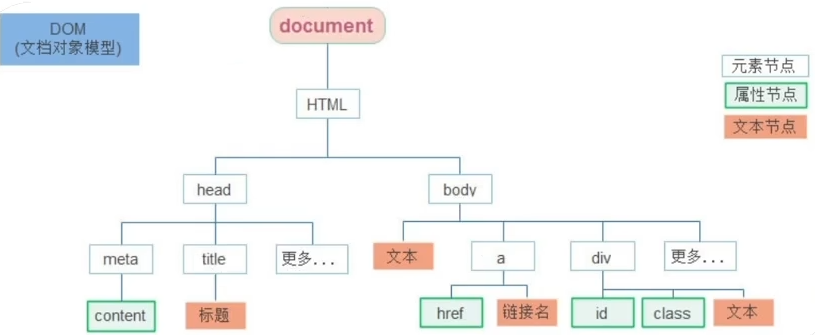 DOM
(文档对象模型)
document
元素节点
属性节点
文本节点
HTML
head
body
meta
title
更多...
文本
a
div
更多...
content
标题
href
链接名
id
class
文本